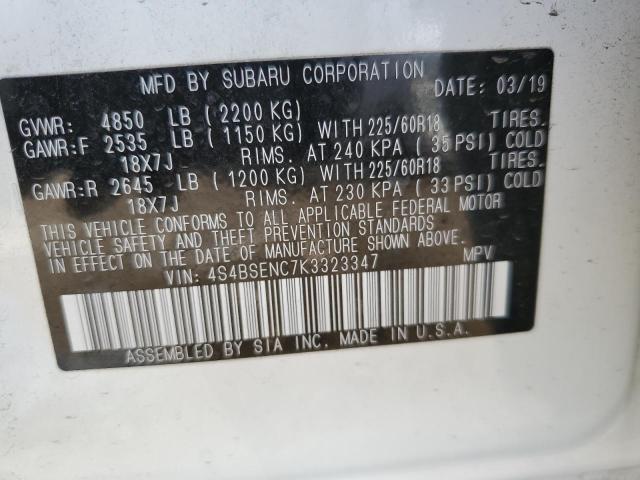 MFD BY SUBARU CORPORATION DATE: 03/19
GVWR: 4850 LB (2200 KG)
GAWR:F 2535 LB (1150 KG) WITH 225/60R18 TIRES.
18X7J RIMS. AT 240 KPA (35 PSI) COLD
GAWR:R 2645 LB (1200 KG) WITH 225/60R18 TIRES.
18X7J RIMS. AT 230 KPA (33 PSI) COLD
THIS VEHICLE CONFORMS TO ALL APPLICABLE FEDERAL MOTOR
VEHICLE SAFETY AND THEFT PREVENTION STANDARDS
IN EFFECT ON THE DATE OF MANUFACTURE SHOWN ABOVE.
VIN: 4S4BSENC7K3323347 MPV
ASSEMBLED BY SIA INC. MADE IN U.S.A.